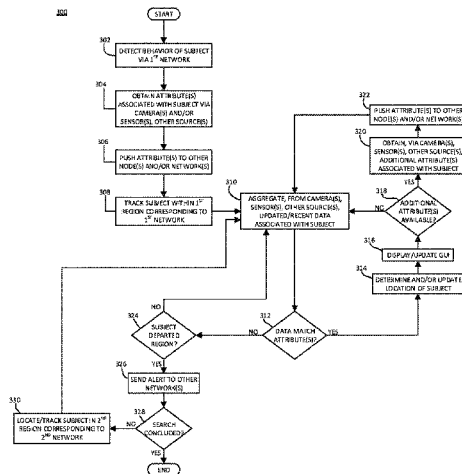 300
START
302
DETECT BEHAVIOR OF SUBJECT
VIA 1ST NETWORK
304
OBTAIN ATTRIBUTE(S)
ASSOCIATED WITH SUBJECT VIA
CAMERA(S) AND/OR
SENSOR(S), OTHER SOURCE(S)
306
PUSH ATTRIBUTE(S) TO OTHER
NODE(S) AND/OR NETWORK(S)
308
TRACK SUBJECT WITHIN 1ST
REGION CORRESPONDING TO
1ST NETWORK
310
AGGREGATE, FROM CAMERA(S),
SENSOR(S), OTHER SOURCE(S),
UPDATED/RECENT DATA
ASSOCIATED WITH SUBJECT
322
PUSH ATTRIBUTE(S) TO OTHER
NODE(S) AND/OR NETWORK(S)
320
OBTAIN, VIA CAMERA(S),
SENSOR(S), OTHER SOURCE(S),
ADDITIONAL ATTRIBUTE(S)
ASSOCIATED WITH SUBJECT
YES
318
ADDITIONAL
ATTRIBUTE(S)
AVAILABLE?
NO
316
DISPLAY/UPDATE GUI
314
DETERMINE AND/OR UPDATE
LOCATION OF SUBJECT
312
DATA MATCH
ATTRIBUTE(S)?
YES
NO
324
NO
SUBJECT
DEPARTED
REGION?
YES
326
SEND ALERT TO OTHER
NETWORK(S)
328
SEARCH
CONCLUDED?
NO
330
LOCATE/TRACK SUBJECT IN 2ND
REGION CORRESPONDING TO
2ND NETWORK
YES
END